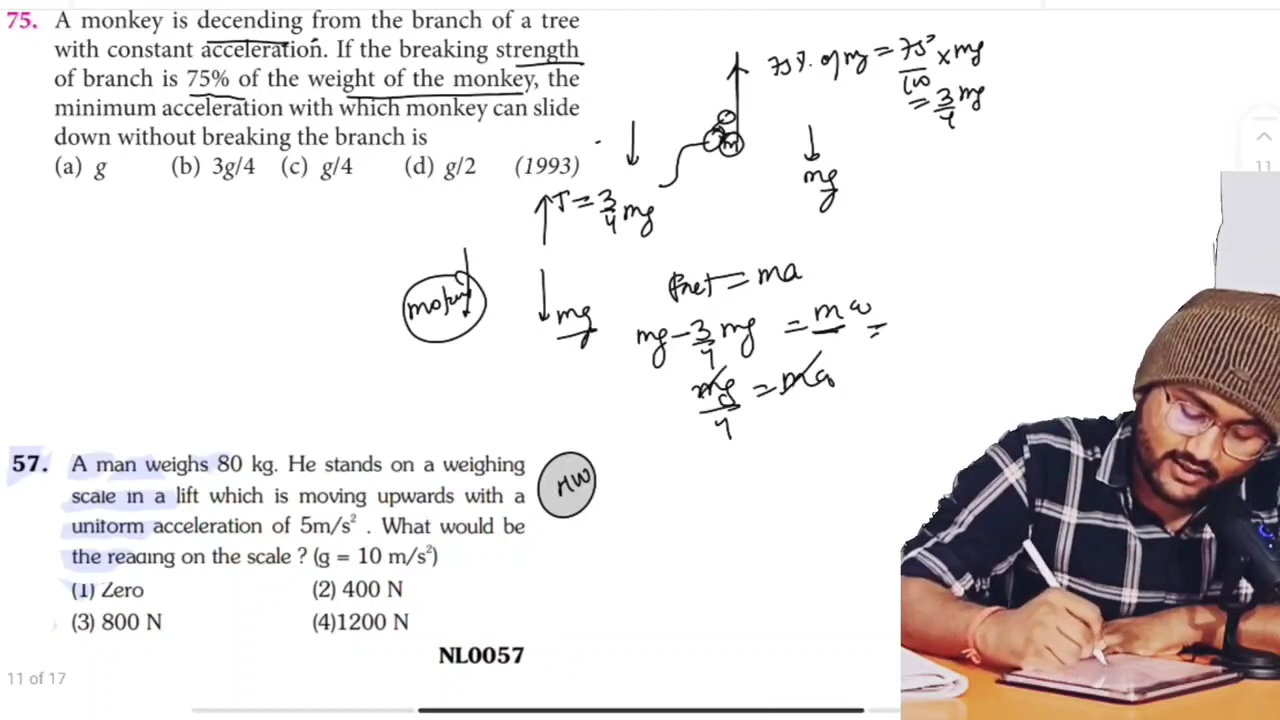 75. A monkey is decending from the branch of a tree
with constant acceleration. If the breaking strength
of branch is 75% of the weight of the monkey, the
minimum acceleration with which monkey can slide
down without breaking the branch is
(a) g (b) 3g/4 (c) g/4 (d) g/2 (1993)
75% of mg = 75/100 × mg
= 3/4 mg
m
mg
T = 3/4 mg
mg
Fnet = ma
mg - 3/4 mg = ma
mg/4 = ma
57. A man weighs 80 kg. He stands on a weighing
scale in a lift which is moving upwards with a
uniform acceleration of 5m/s² . What would be
the reading on the scale ? (g = 10 m/s²)
(1) Zero (2) 400 N
(3) 800 N (4)1200 N
HW
NL0057
11 of 17
11